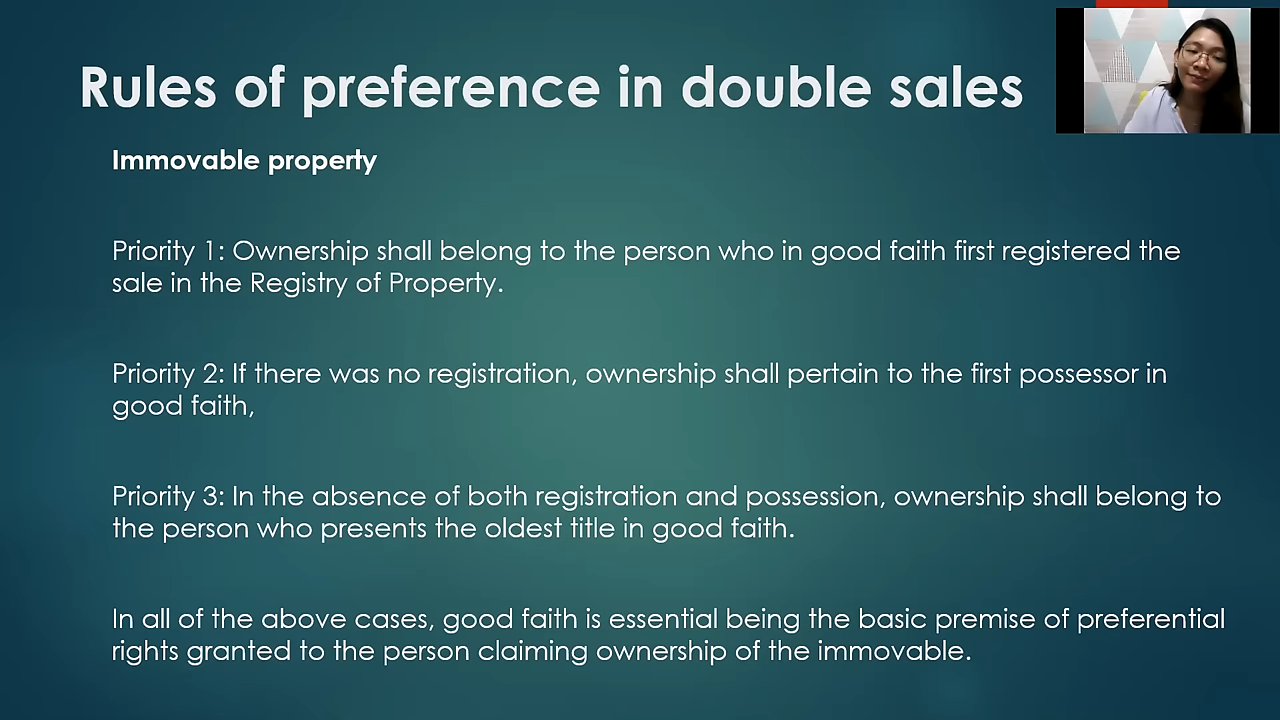 Rules of preference in double sales
Immovable property
Priority 1: Ownership shall belong to the person who in good faith first registered the
sale in the Registry of Property.
Priority 2: If there was no registration, ownership shall pertain to the first possessor in
good faith,
Priority 3: In the absence of both registration and possession, ownership shall belong to
the person who presents the oldest title in good faith.
In all of the above cases, good faith is essential being the basic premise of preferential
rights granted to the person claiming ownership of the immovable.